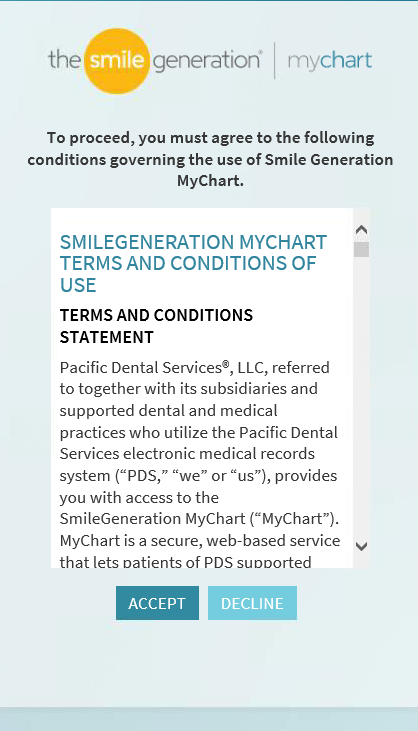 the smile generation® | mychart
To proceed, you must agree to the following
conditions governing the use of Smile Generation
MyChart.
SMILEGENERATION MYCHART
TERMS AND CONDITIONS OF
USE
TERMS AND CONDITIONS
STATEMENT
Pacific Dental Services®, LLC, referred
to together with its subsidiaries and
supported dental and medical
practices who utilize the Pacific Dental
Services electronic medical records
system (“PDS,” “we” or “us”), provides
you with access to the
SmileGeneration MyChart (“MyChart”).
MyChart is a secure, web-based service
that lets patients of PDS supported
ACCEPT DECLINE